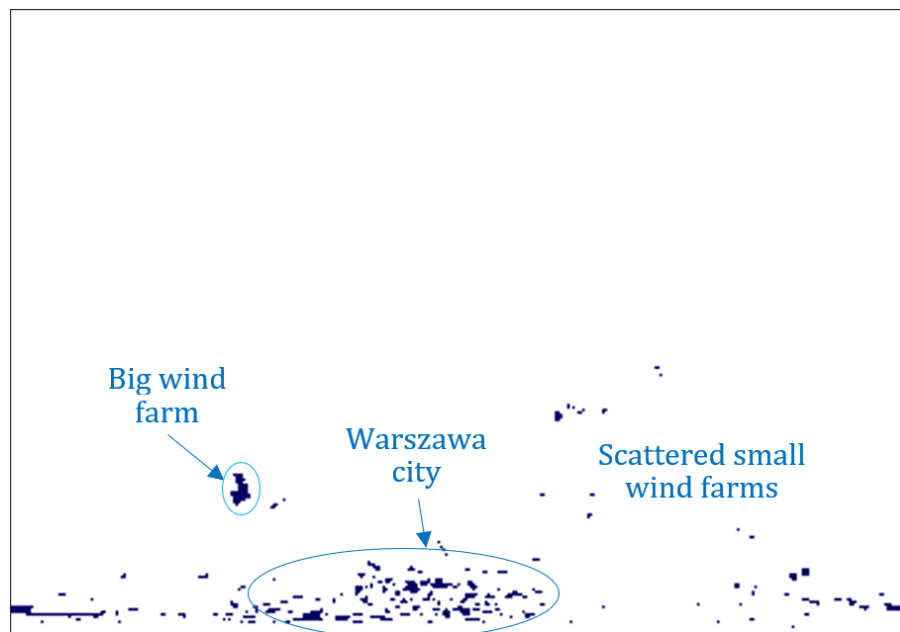 Big wind
farm
Warszawa
city
Scattered small
wind farms